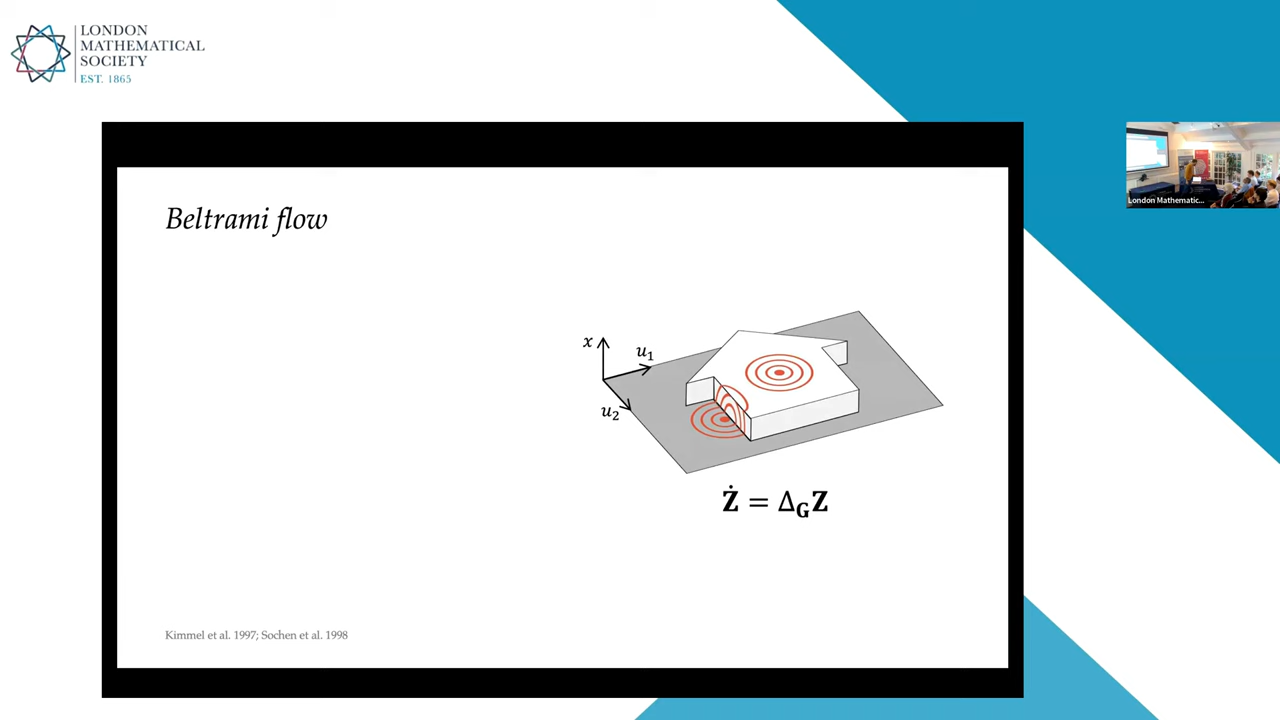 LONDON
MATHEMATICAL
SOCIETY
EST. 1865
London Mathematic...
Beltrami flow
x
u₁
u₂
Ż = Δ_G Z
Kimmel et al. 1997; Sochen et al. 1998